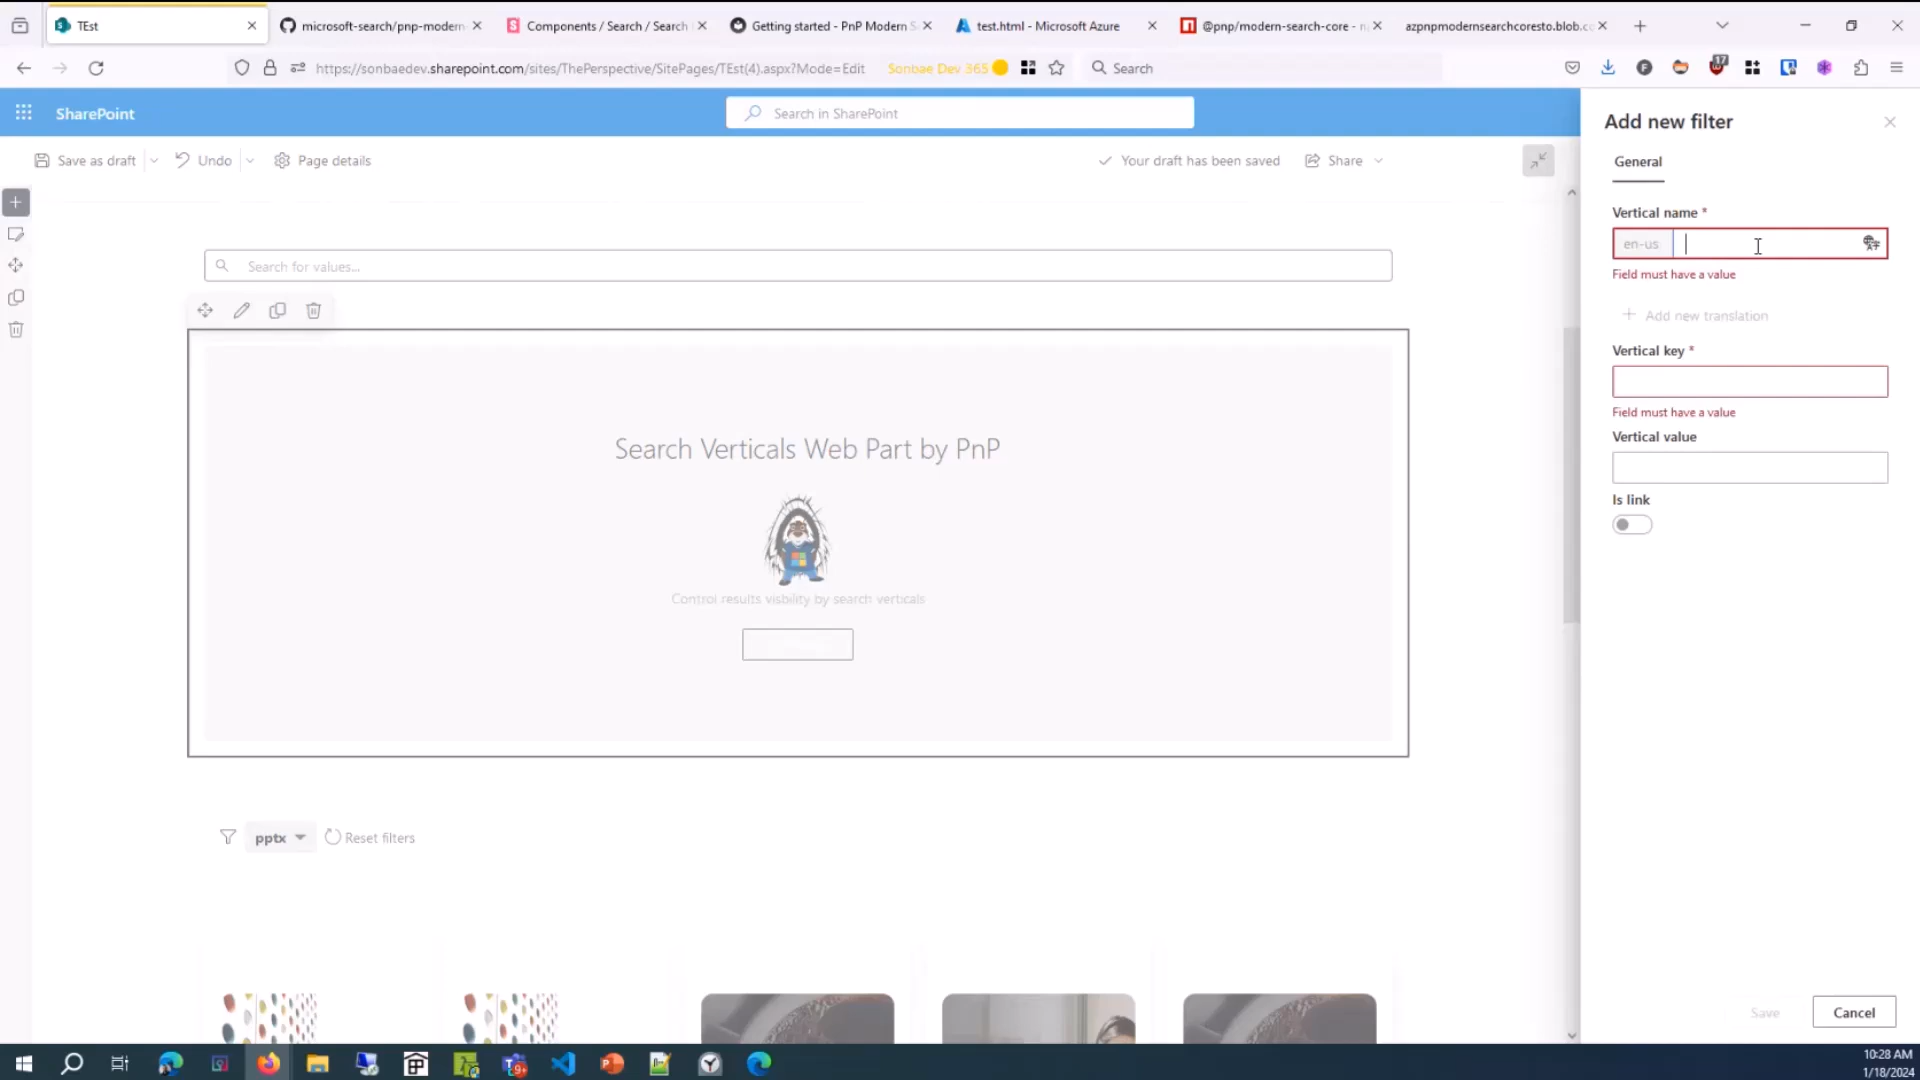 TEst
microsoft-search/pnp-modern-
Components / Search / Search
Getting started - PnP Modern S
test.html - Microsoft Azure
@pnp/modern-search-core - n
azpnpmodernsearchcoresto.blob.co
https://sonbaedev.sharepoint.com/sites/ThePerspective/SitePages/TEst(4).aspx?Mode=Edit
Sonbae Dev 365
Search
17
SharePoint
Search in SharePoint
Save as draft
Undo
Page details
Your draft has been saved
Share
Search for values...
Search Verticals Web Part by PnP
Control results visbility by search verticals
pptx
Reset filters
Add new filter
General
Vertical name *
en-us
Field must have a value
Add new translation
Vertical key *
Field must have a value
Vertical value
Is link
Save
Cancel
9+
10:28 AM
1/18/2024